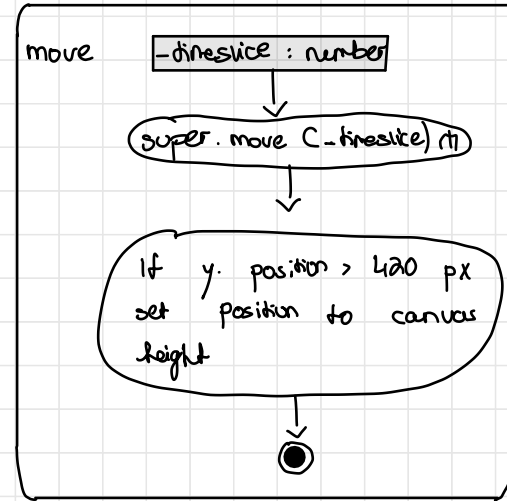 move
_timeslice : number
super. move (_timeslice)
If y. position > 420 px
set position to canvas
height